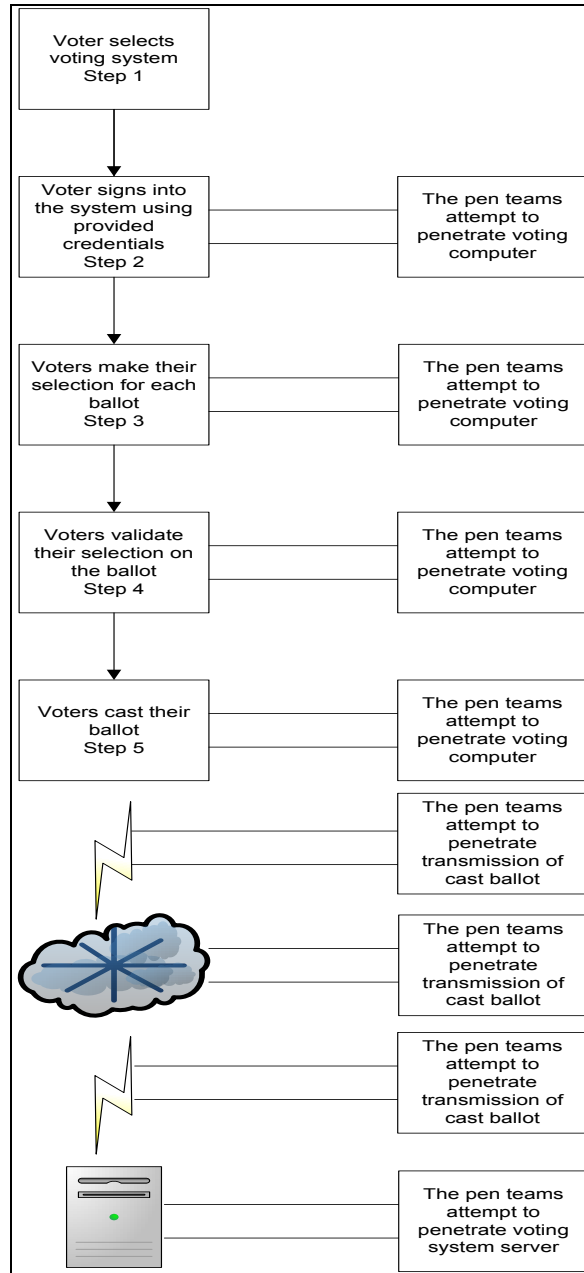 Voter selects
voting system
Step 1
Voter signs into
the system using
provided
credentials
Step 2
The pen teams
attempt to
penetrate voting
computer
Voters make their
selection for each
ballot
Step 3
The pen teams
attempt to
penetrate voting
computer
Voters validate
their selection on
the ballot
Step 4
The pen teams
attempt to
penetrate voting
computer
Voters cast their
ballot
Step 5
The pen teams
attempt to
penetrate voting
computer
The pen teams
attempt to
penetrate
transmission of
cast ballot
The pen teams
attempt to
penetrate
transmission of
cast ballot
The pen teams
attempt to
penetrate
transmission of
cast ballot
The pen teams
attempt to
penetrate voting
system server